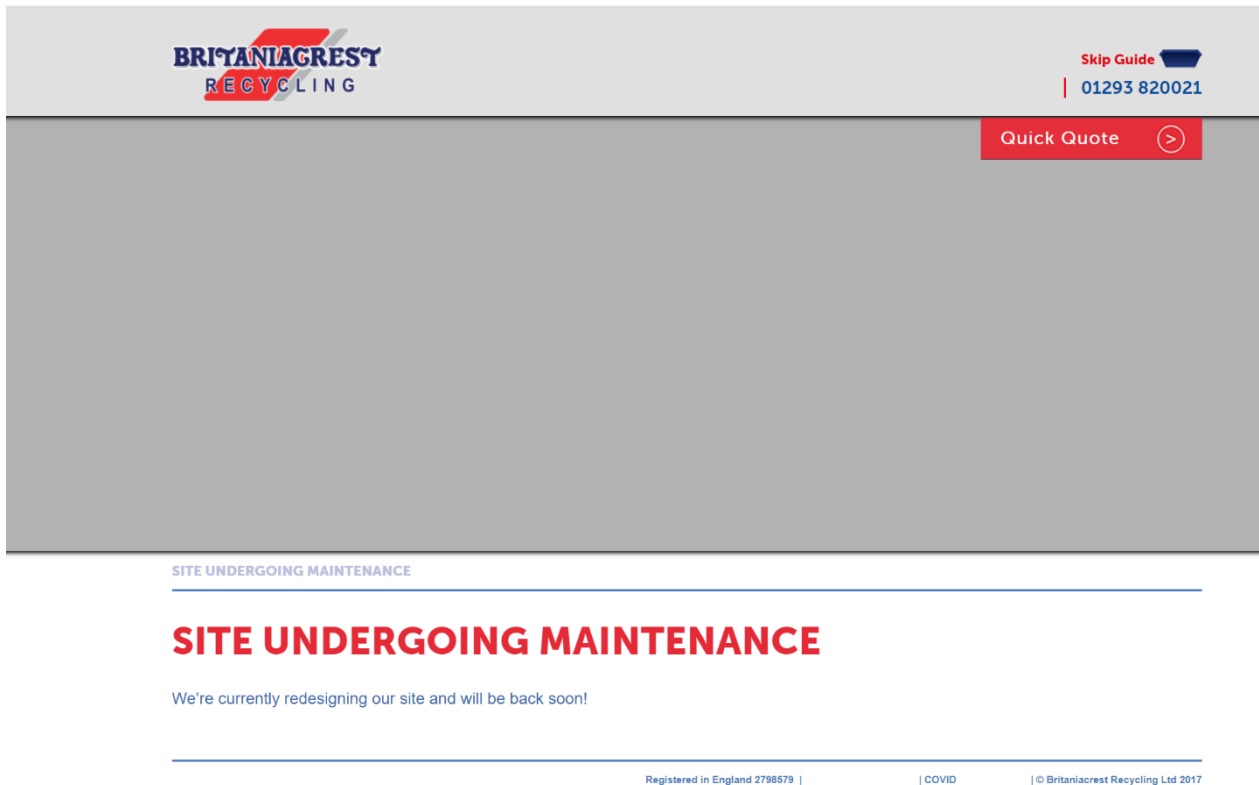 BRITANIACREST
RECYCLING
Skip Guide
01293 820021
Quick Quote >
SITE UNDERGOING MAINTENANCE
SITE UNDERGOING MAINTENANCE
We're currently redesigning our site and will be back soon!
Registered in England 2798579 | | COVID | © Britaniacrest Recycling Ltd 2017